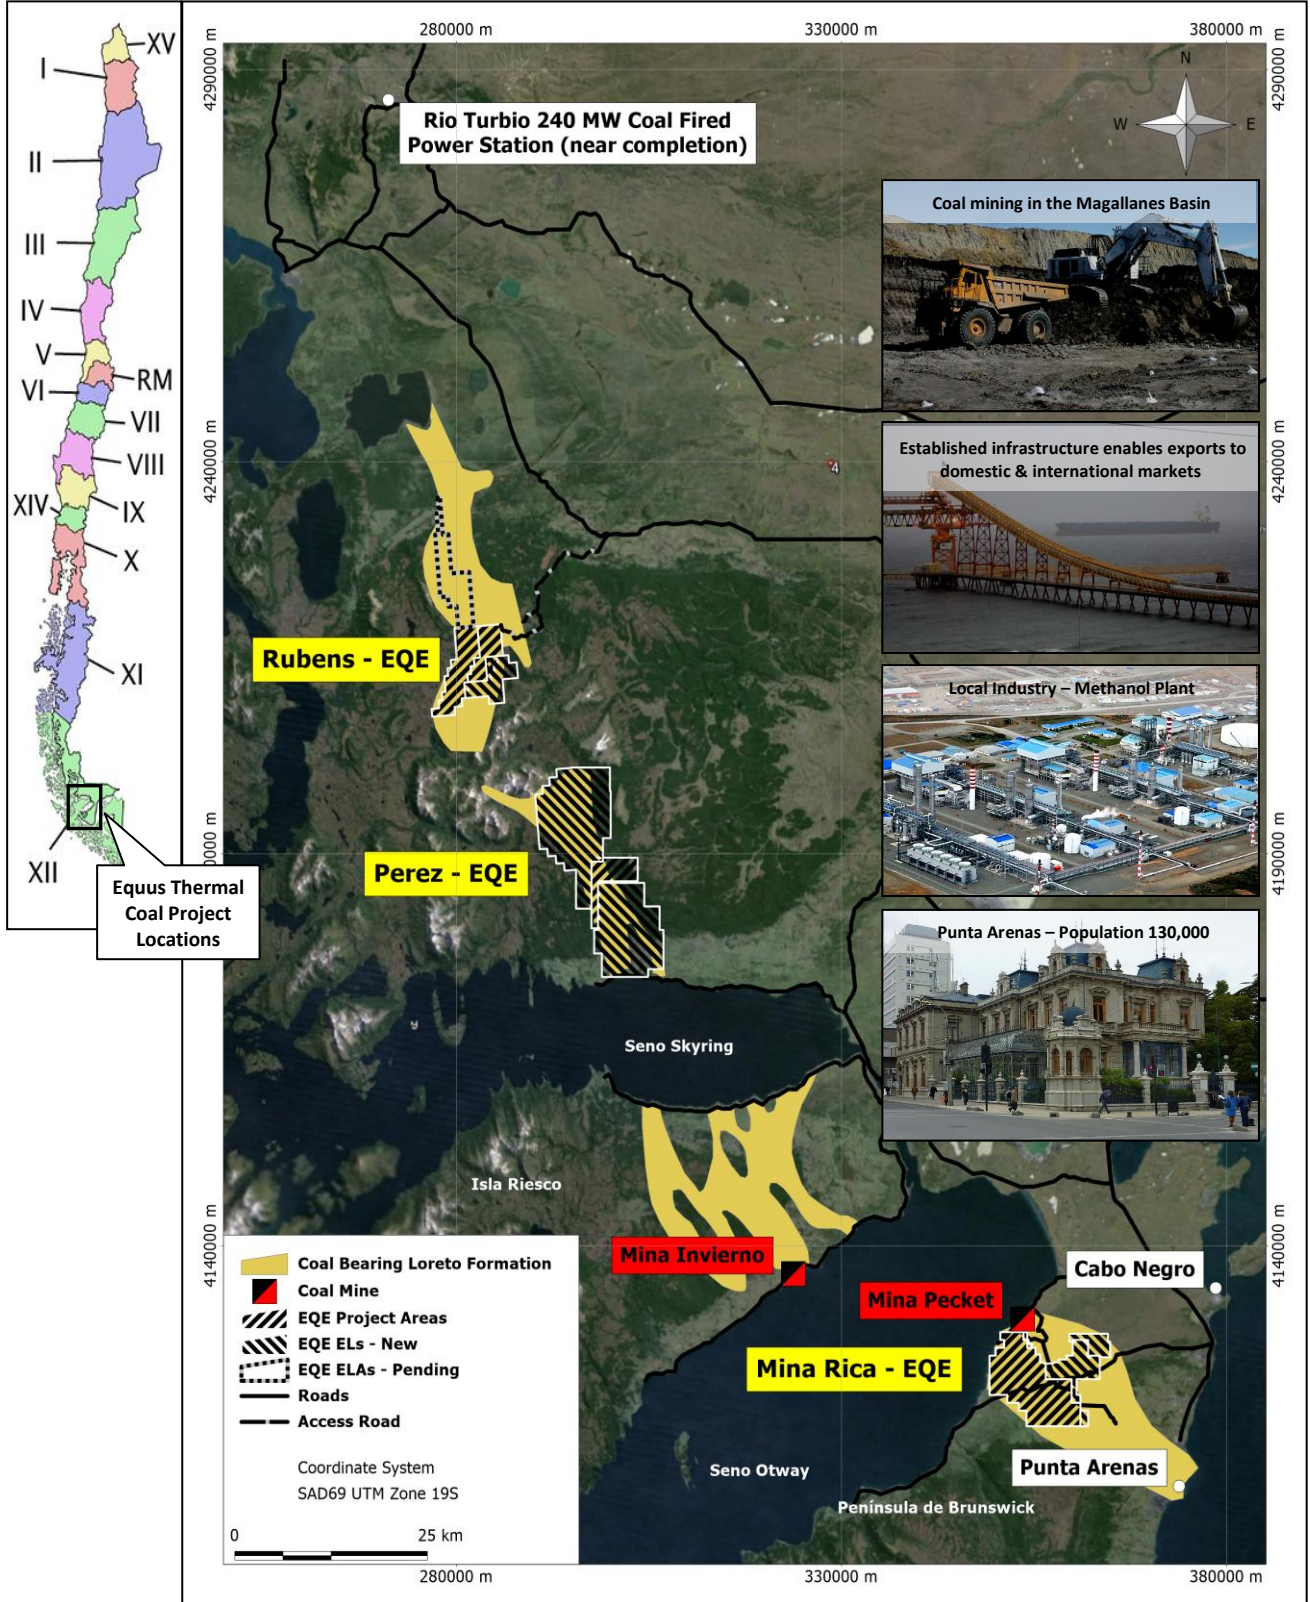 XV
I
II
III
IV
V
RM
VI
VII
VIII
XIV
IX
X
XI
XII
Equus Thermal
Coal Project
Locations
280000 m
330000 m
380000 m
4290000 m
4290000 m
N
W
E
S
Rio Turbio 240 MW Coal Fired
Power Station (near completion)
Coal mining in the Magallanes Basin
4240000 m
4240000 m
4
Established infrastructure enables exports to
domestic & international markets
Rubens - EQE
Local Industry – Methanol Plant
0000 m
4190000 m
Perez - EQE
Punta Arenas – Population 130,000
Seno Skyring
Isla Riesco
4140000 m
4140000 m
Mina Invierno
Cabo Negro
Mina Pecket
Mina Rica - EQE
Punta Arenas
Seno Otway
Península de Brunswick
Coal Bearing Loreto Formation
Coal Mine
EQE Project Areas
EQE ELs - New
EQE ELAs - Pending
Roads
Access Road
Coordinate System
SAD69 UTM Zone 19S
0
25 km
280000 m
330000 m
380000 m